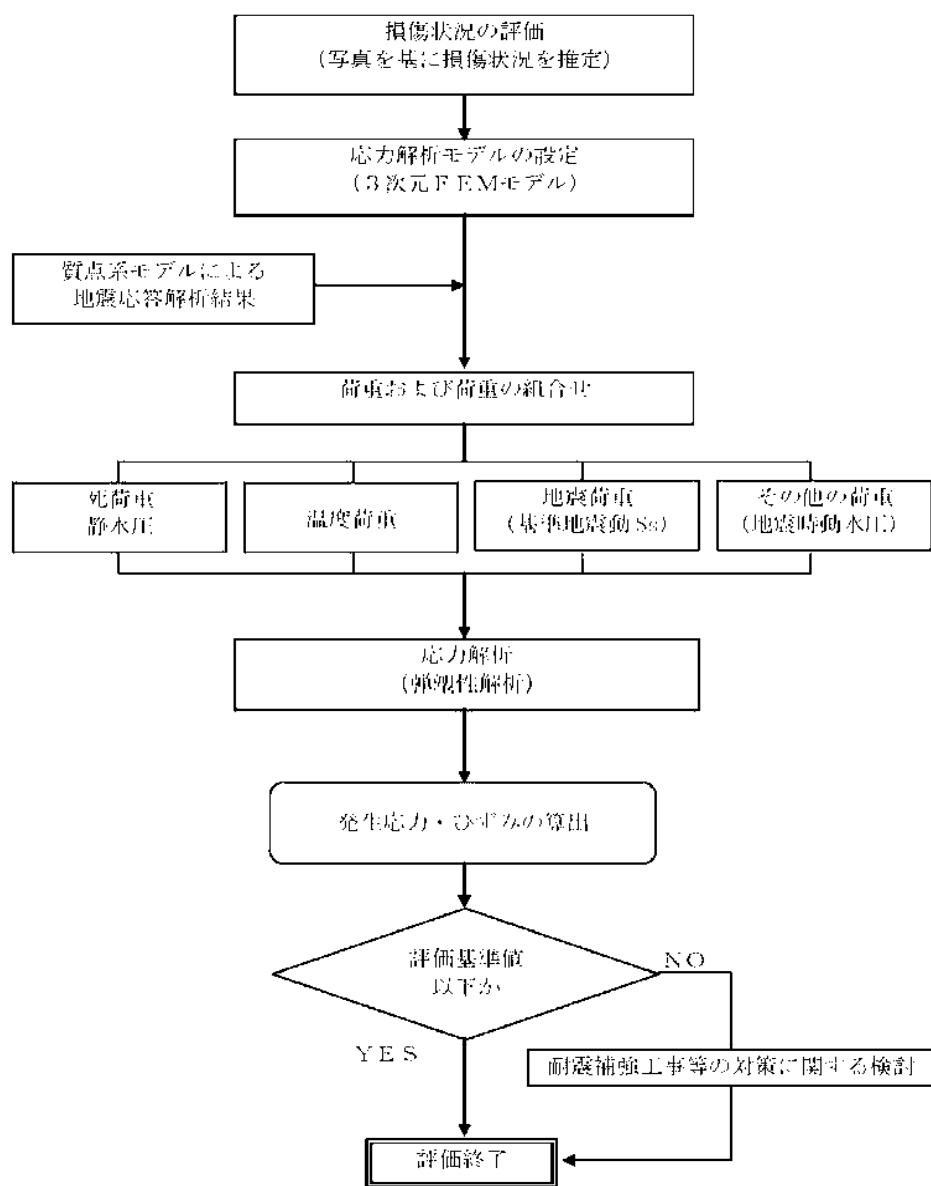 損傷状況の評価
(写真を基に損傷状況を推定)
応力解析モデルの設定
(3次元FEMモデル)
質点系モデルによる
地震応答解析結果
荷重および荷重の組合せ
死荷重
静水圧
温度荷重
地震荷重
(基準地震動Ss)
その他の荷重
(地震時動水圧)
応力解析
(弾塑性解析)
発生応力・ひずみの算出
評価基準値
以下か
NO
YES
耐震補強工事等の対策に関する検討
評価終了